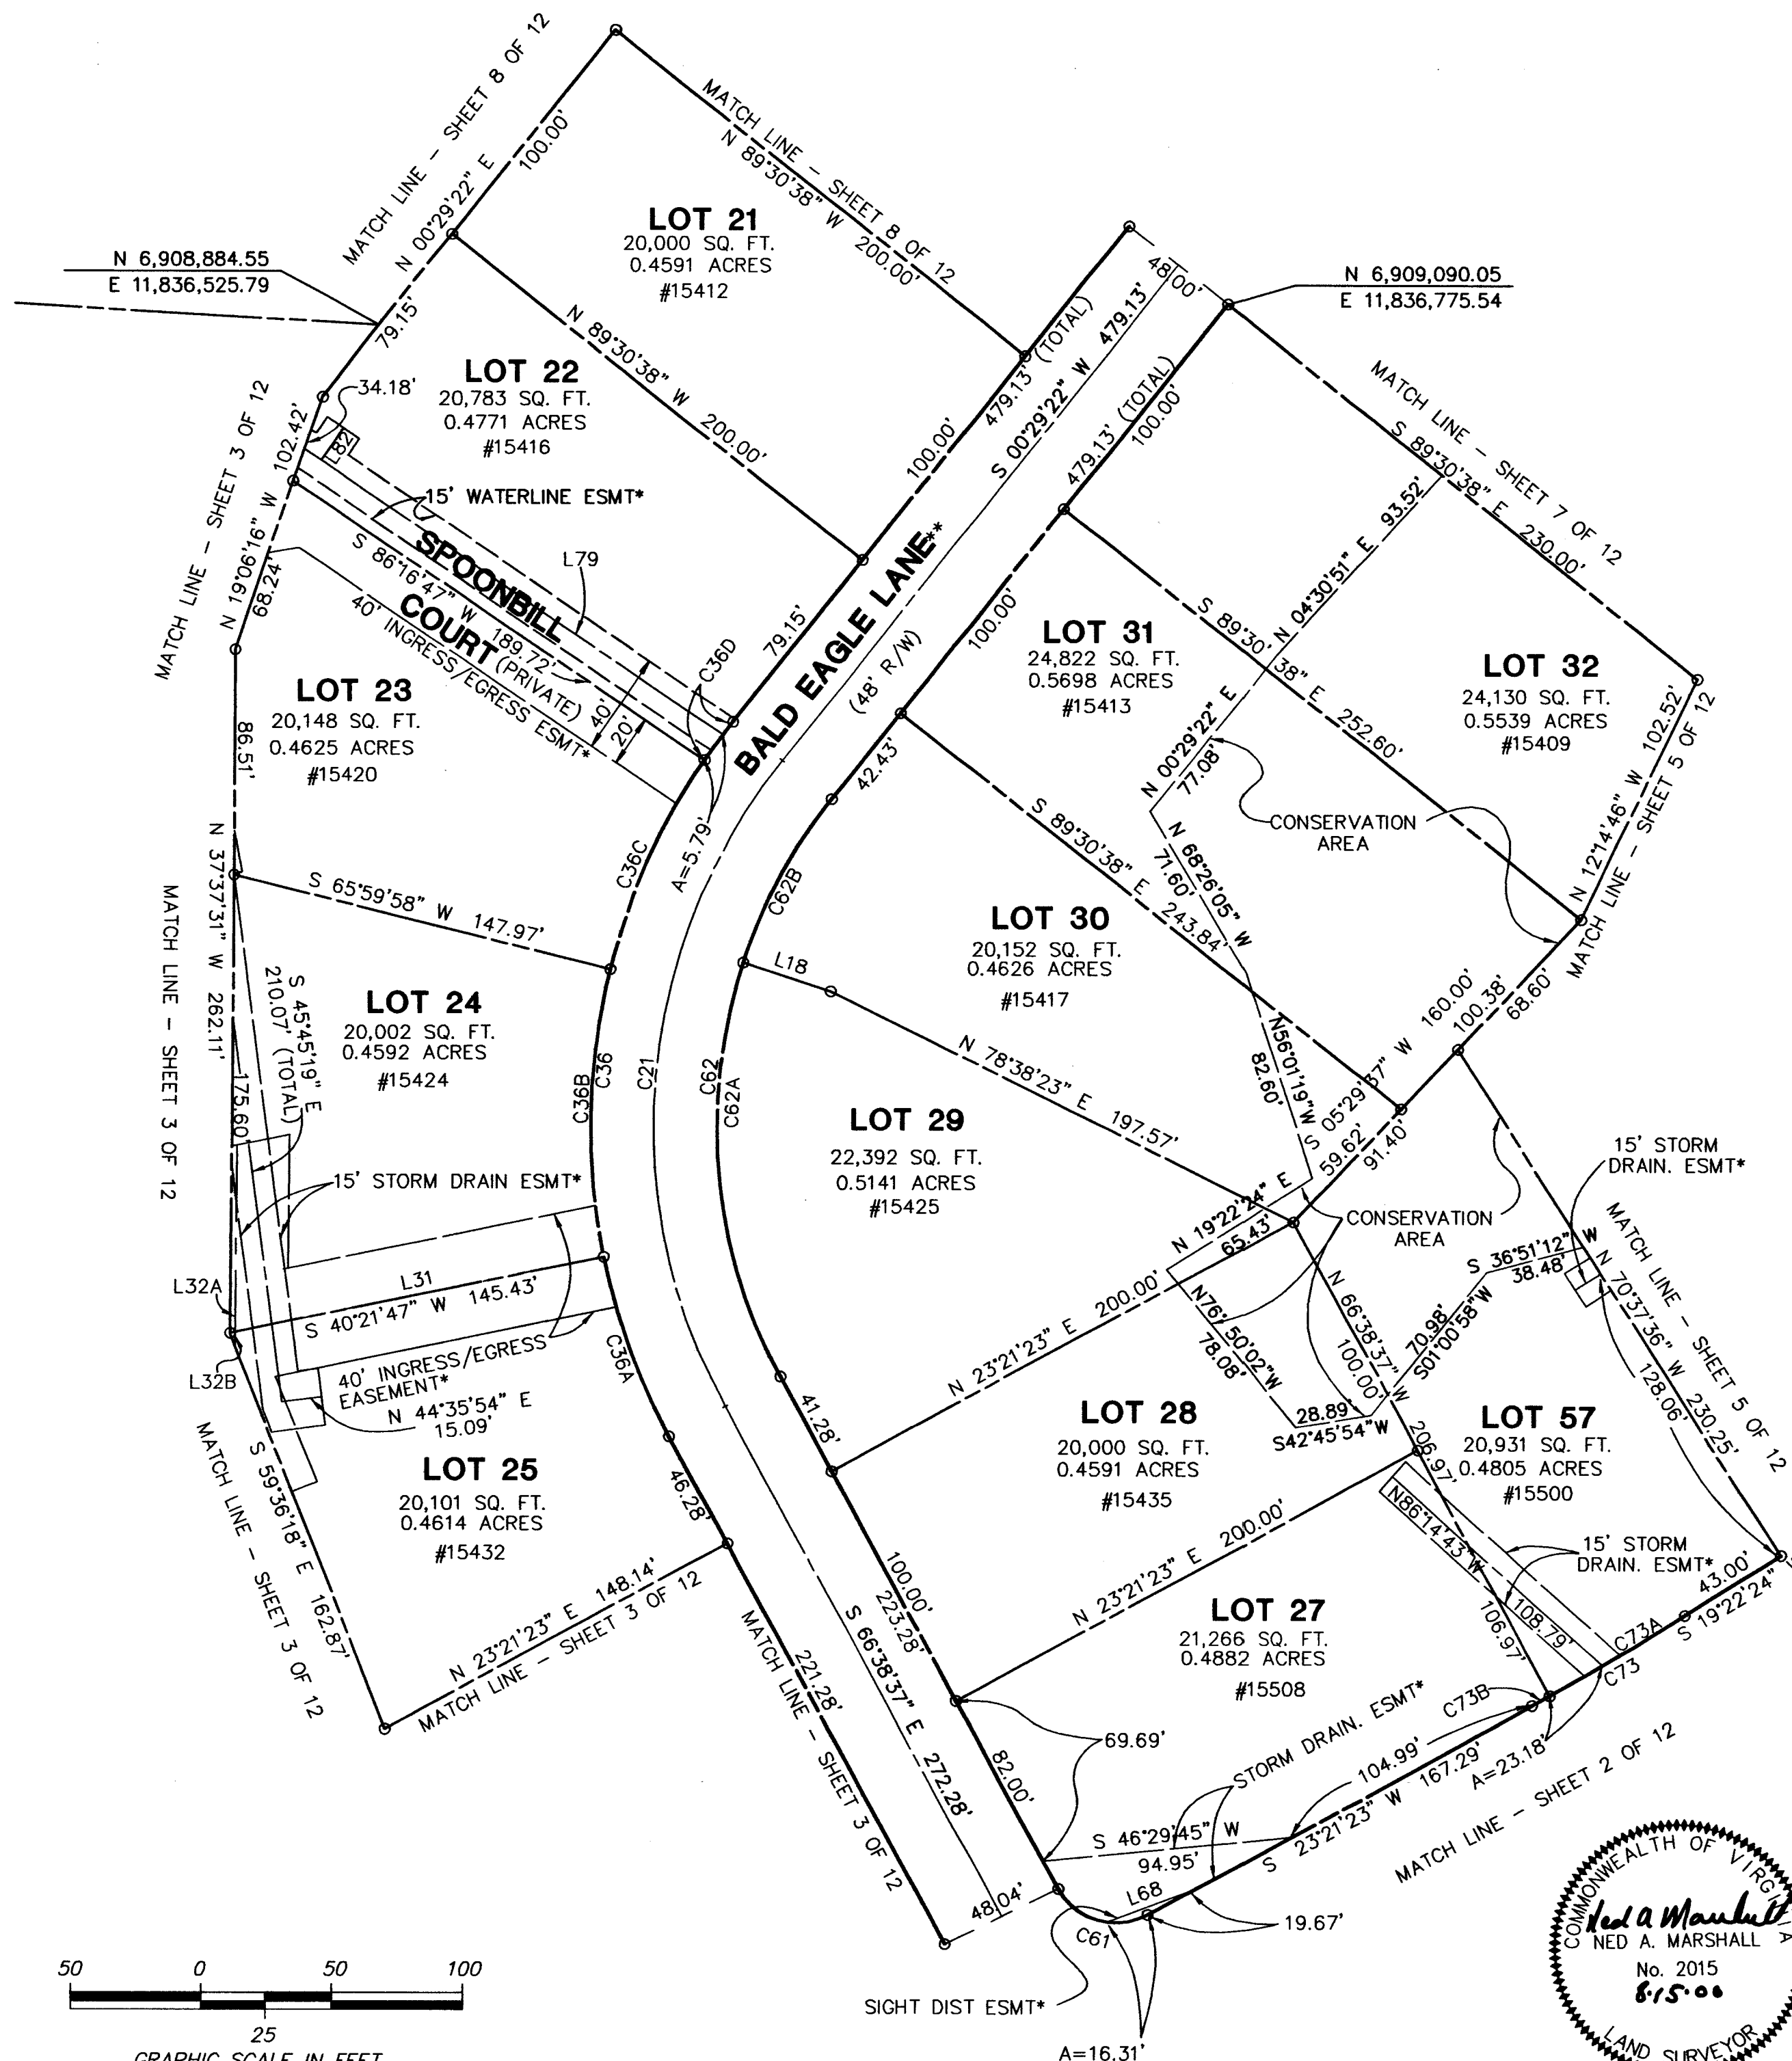 MATCH LINE – SHEET 8 OF 12
N 00°29'22" E
100.00'
MATCH LINE – SHEET 8 OF 12
N 89°30'38" W 200.00'
LOT 21
20,000 SQ. FT.
0.4591 ACRES
#15412
N 6,908,884.55
E 11,836,525.79
79.15'
N 89°30'38" W 200.00'
48.00'
N 6,909,090.05
E 11,836,775.54
479.13' (TOTAL)
100.00'
S 00°29'22" W 479.13'
479.13' (TOTAL)
100.00'
MATCH LINE – SHEET 7 OF 12
S 89°30'38" E 230.00'
LOT 22
20,783 SQ. FT.
0.4771 ACRES
#15416
34.18'
L82
MATCH LINE – SHEET 3 OF 12
N 19°06'16" W 102.42'
68.24'
15' WATERLINE ESMT*
L79
SPOONBILL
COURT (PRIVATE)
S 86°16'47" W 189.72'
40' INGRESS/EGRESS ESMT*
40'
20'
C36D
79.15'
BALD EAGLE LANE**
(48' R/W)
100.00'
42.43'
A=5.79'
LOT 31
24,822 SQ. FT.
0.5698 ACRES
#15413
N 04°30'51" E 93.52'
S 89°30'38" E 252.60'
N 00°29'22" E
77.08'
LOT 32
24,130 SQ. FT.
0.5539 ACRES
#15409
N 12°14'46" W 102.52'
MATCH LINE – SHEET 5 OF 12
CONSERVATION
AREA
LOT 23
20,148 SQ. FT.
0.4625 ACRES
#15420
86.51'
N 37°37'31" W 262.11'
MATCH LINE – SHEET 3 OF 12
S 65°59'58" W 147.97'
C36C
C62B
L18
N 68°26'05" W
71.60'
S 89°30'38" E 243.84'
LOT 30
20,152 SQ. FT.
0.4626 ACRES
#15417
N56°01'19"W
82.60'
S 05°29'37" W 160.00'
100.38'
68.60'
59.62'
91.40'
LOT 24
20,002 SQ. FT.
0.4592 ACRES
#15424
S 45°45'19" E
210.07' (TOTAL)
175.60'
C36B
C36
C21
C62
C62A
N 78°38'23" E 197.57'
LOT 29
22,392 SQ. FT.
0.5141 ACRES
#15425
15' STORM DRAIN ESMT*
15' STORM
DRAIN. ESMT*
N 19°22'24" E
65.43'
CONSERVATION
AREA
S 36°51'12" W
38.48'
MATCH LINE – SHEET 5 OF 12
N 70°37'36" W 230.25'
128.06'
L32A
L31
S 40°21'47" W 145.43'
L32B
40' INGRESS/EGRESS
EASEMENT*
N 44°35'54" E
15.09'
C36A
N 23°21'23" E 200.00'
N76°50'02"W
78.08'
N 66°38'37" W 206.97'
100.00'
70.98'
S01°00'58"W
28.89'
S42°45'54"W
41.28'
LOT 28
20,000 SQ. FT.
0.4591 ACRES
#15435
LOT 57
20,931 SQ. FT.
0.4805 ACRES
#15500
LOT 25
20,101 SQ. FT.
0.4614 ACRES
#15432
46.28'
S 59°36'18" E 162.87'
MATCH LINE – SHEET 3 OF 12
N 23°21'23" E 148.14'
MATCH LINE – SHEET 3 OF 12
N86°14'43"W
108.79'
15' STORM
DRAIN. ESMT*
106.97'
43.00'
S 19°22'24"
C73A
C73
100.00'
223.28'
N 23°21'23" E 200.00'
LOT 27
21,266 SQ. FT.
0.4882 ACRES
#15508
C73B
S 66°38'37" E 272.28'
221.28'
MATCH LINE – SHEET 3 OF 12
69.69'
82.00'
STORM DRAIN. ESMT*
104.99'
S 23°21'23" W 167.29'
A=23.18'
MATCH LINE – SHEET 2 OF 12
S 46°29'45" W
94.95'
L68
48.04'
C61
19.67'
SIGHT DIST ESMT*
A=16.31'
50 0 50 100
25
GRAPHIC SCALE IN FEET
COMMONWEALTH OF VIRGINIA
Ned A Marshall
NED A. MARSHALL
No. 2015
8·15·00
LAND SURVEYOR